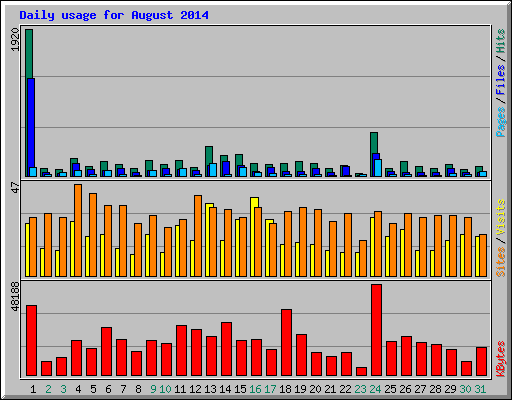 Daily usage for August 2014
1920
Pages / Files / Hits
47
Sites / Visits
48188
KBytes
1 2 3 4 5 6 7 8 9 10 11 12 13 14 15 16 17 18 19 20 21 22 23 24 25 26 27 28 29 30 31